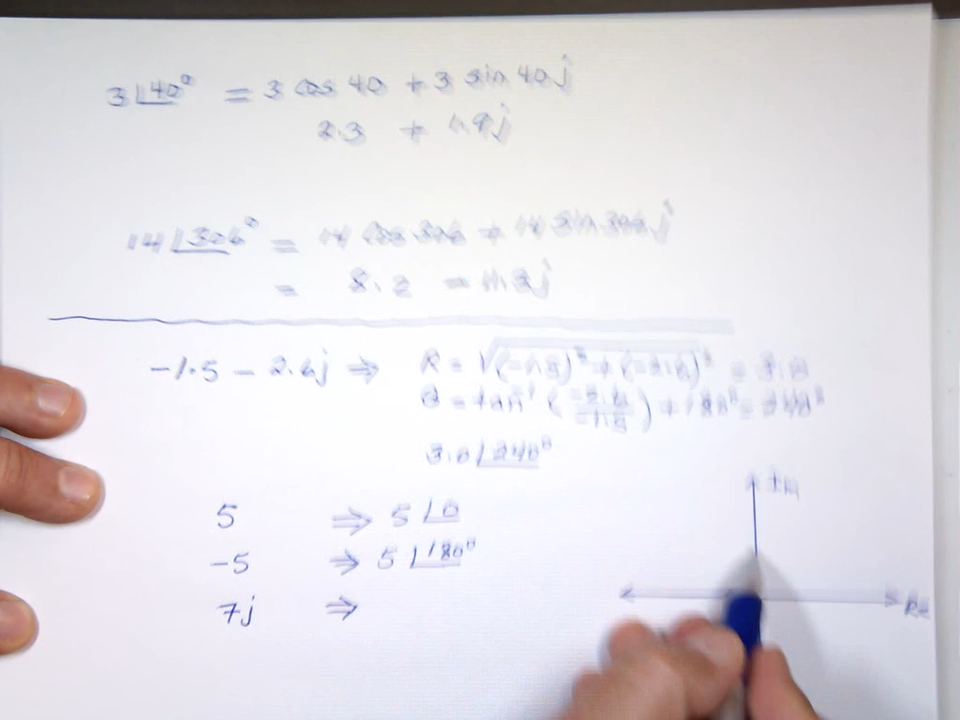 3∠40° = 3 cos 40 + 3 sin 40j
2.3 + 1.9j
14∠306° = 14 cos 306 + 14 sin 306j
= 8.2 - 11.3j
-1.5 - 2.6j ⇒ R = √(-1.5)² + (-2.6)² = 3.0
θ = tan⁻¹ (-2.6/-1.5) + 180° = 240°
3.0∠240°
5 ⇒ 5∠0
-5 ⇒ 5∠180°
7j ⇒
Im
Re